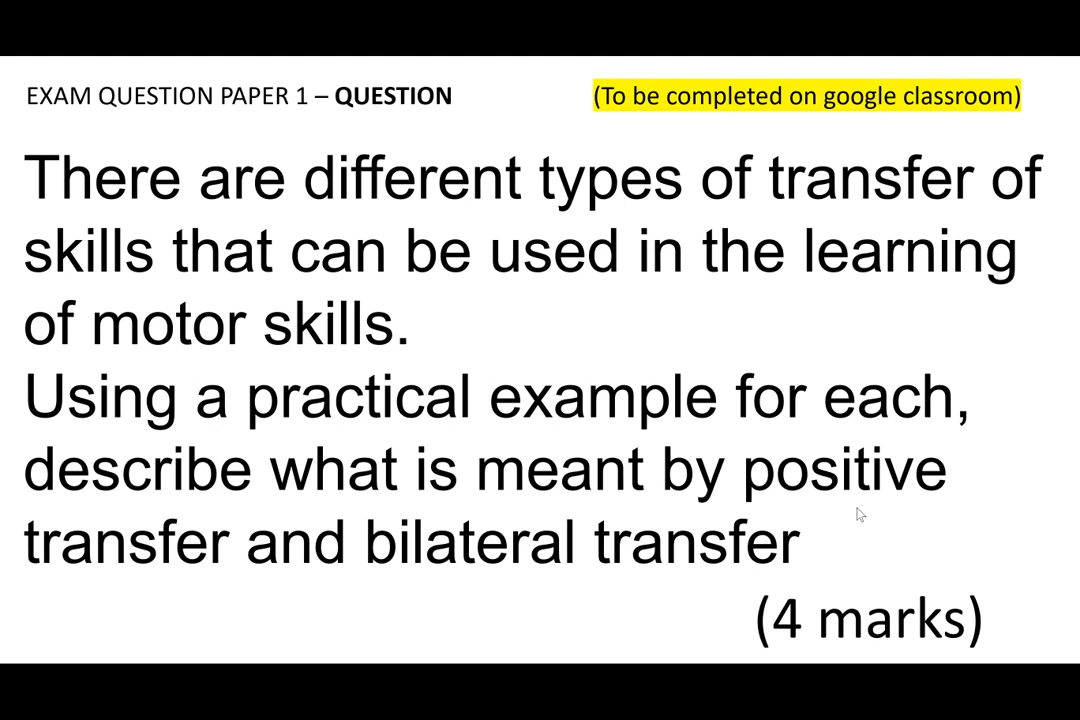 EXAM QUESTION PAPER 1 – QUESTION
(To be completed on google classroom)
There are different types of transfer of
skills that can be used in the learning
of motor skills.
Using a practical example for each,
describe what is meant by positive
transfer and bilateral transfer
(4 marks)